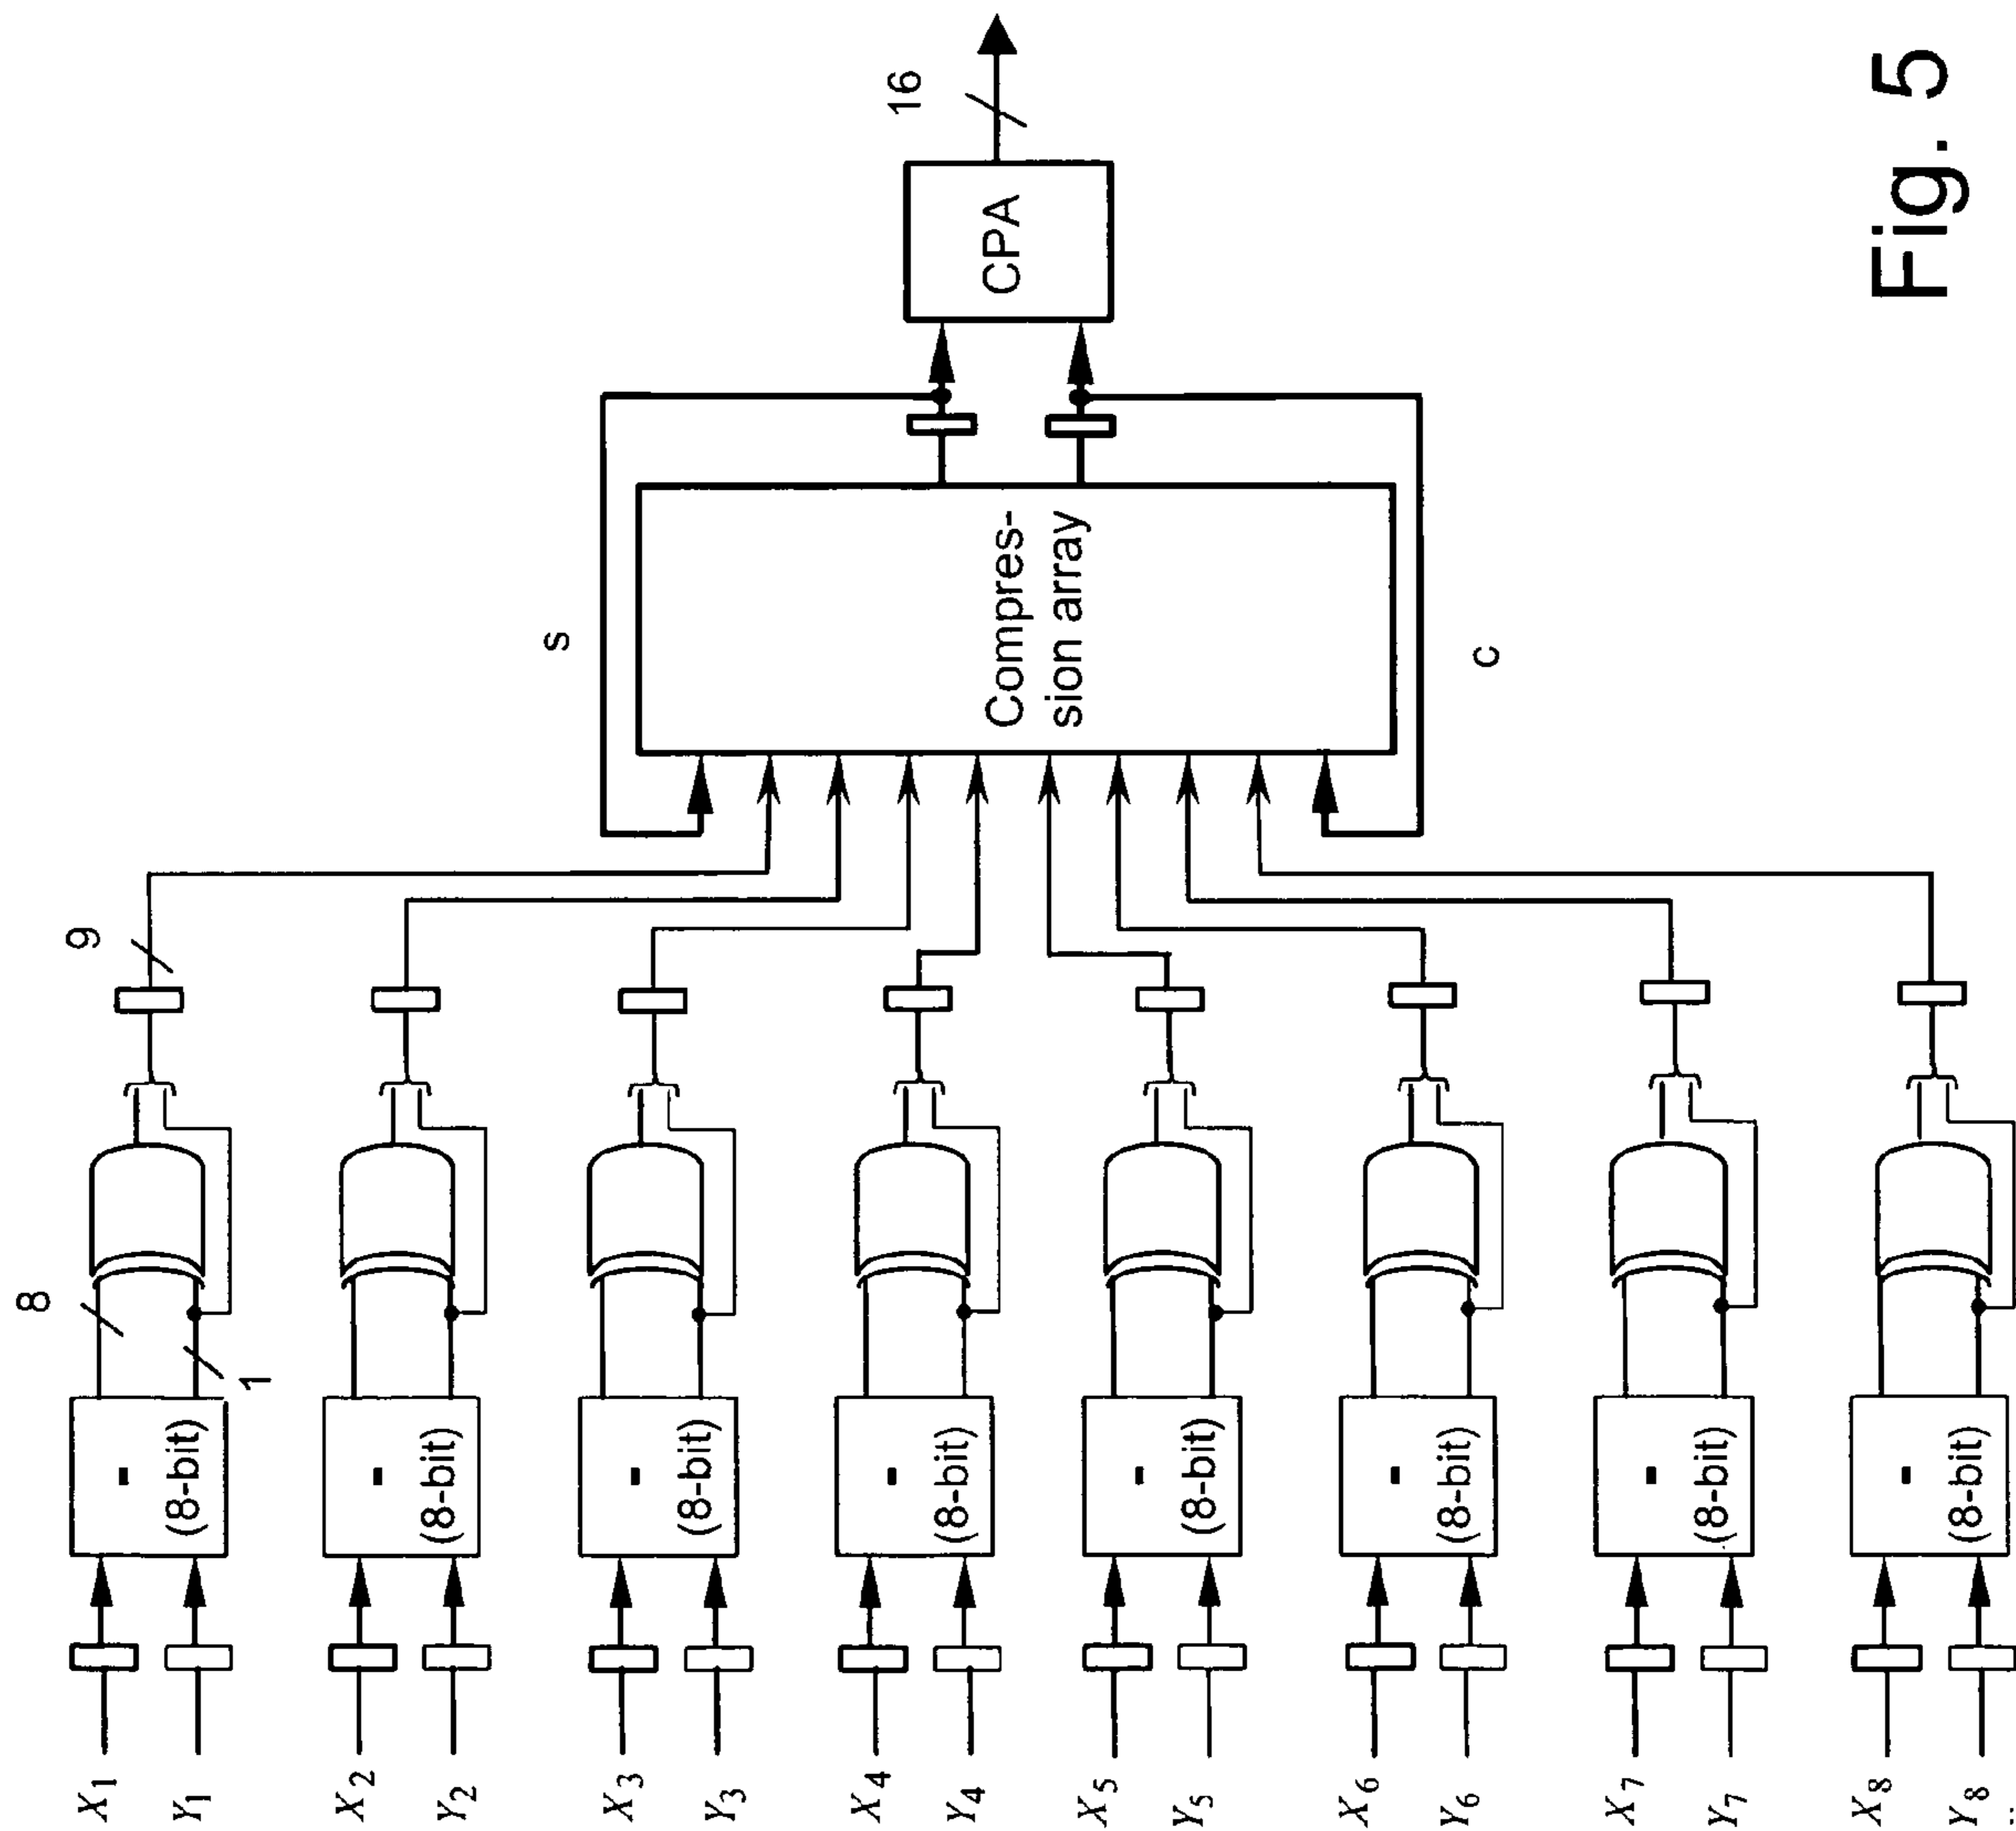 X1
Y1
X2
Y2
X3
Y3
X4
Y4
X5
Y5
X6
Y6
X7
Y7
X8
Y8
-
(8-bit)
-
(8-bit)
-
(8-bit)
-
(8-bit)
-
(8-bit)
-
(8-bit)
-
(8-bit)
-
(8-bit)
8
1
9
s
Compres-
sion array
c
CPA
16
Fig. 5